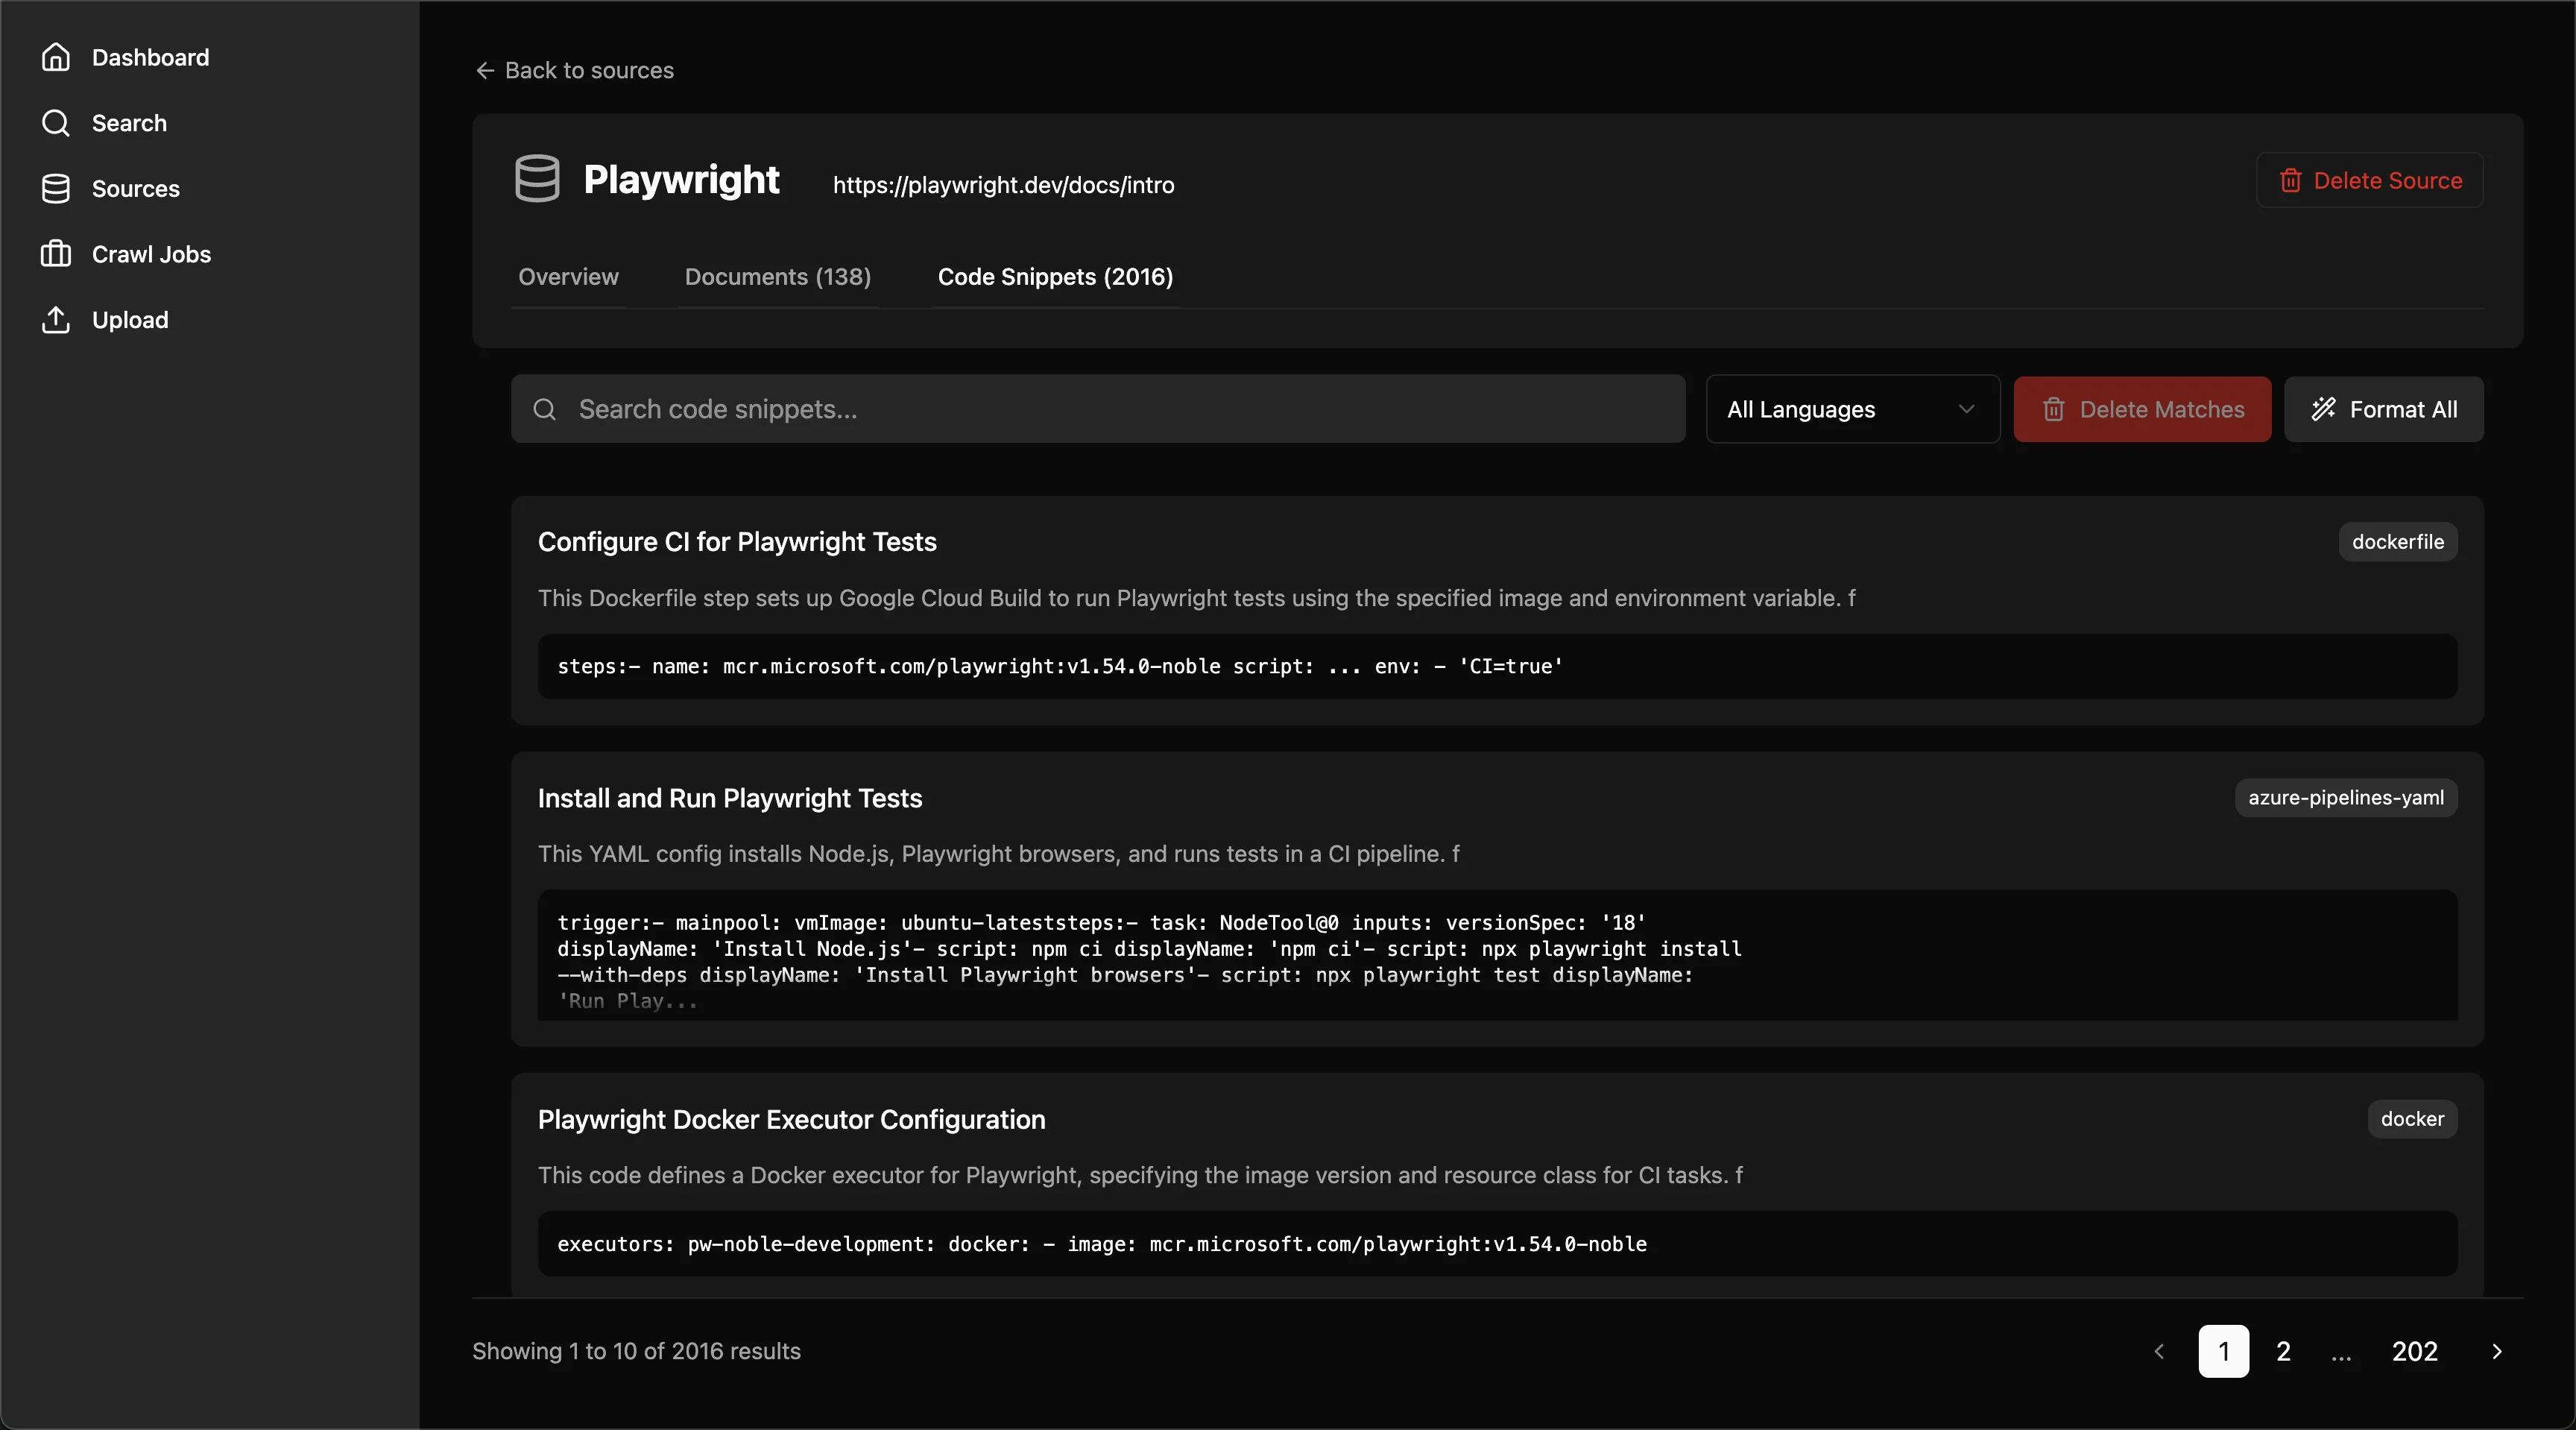 Dashboard
Search
Sources
Crawl Jobs
Upload
Back to sources
Playwright
https://playwright.dev/docs/intro
Delete Source
Overview
Documents (138)
Code Snippets (2016)
Search code snippets...
All Languages
Delete Matches
Format All
Configure CI for Playwright Tests
dockerfile
This Dockerfile step sets up Google Cloud Build to run Playwright tests using the specified image and environment variable. f
steps:– name: mcr.microsoft.com/playwright:v1.54.0-noble script: ... env: – 'CI=true'
Install and Run Playwright Tests
azure-pipelines-yaml
This YAML config installs Node.js, Playwright browsers, and runs tests in a CI pipeline. f
trigger:- mainpool: vmImage: ubuntu-lateststeps:- task: NodeTool@0 inputs: versionSpec: '18'
displayName: 'Install Node.js'- script: npm ci displayName: 'npm ci'- script: npx playwright install
--with-deps displayName: 'Install Playwright browsers'- script: npx playwright test displayName:
'Run Play...
Playwright Docker Executor Configuration
docker
This code defines a Docker executor for Playwright, specifying the image version and resource class for CI tasks. f
executors: pw-noble-development: docker: - image: mcr.microsoft.com/playwright:v1.54.0-noble
Showing 1 to 10 of 2016 results
1 2 ... 202